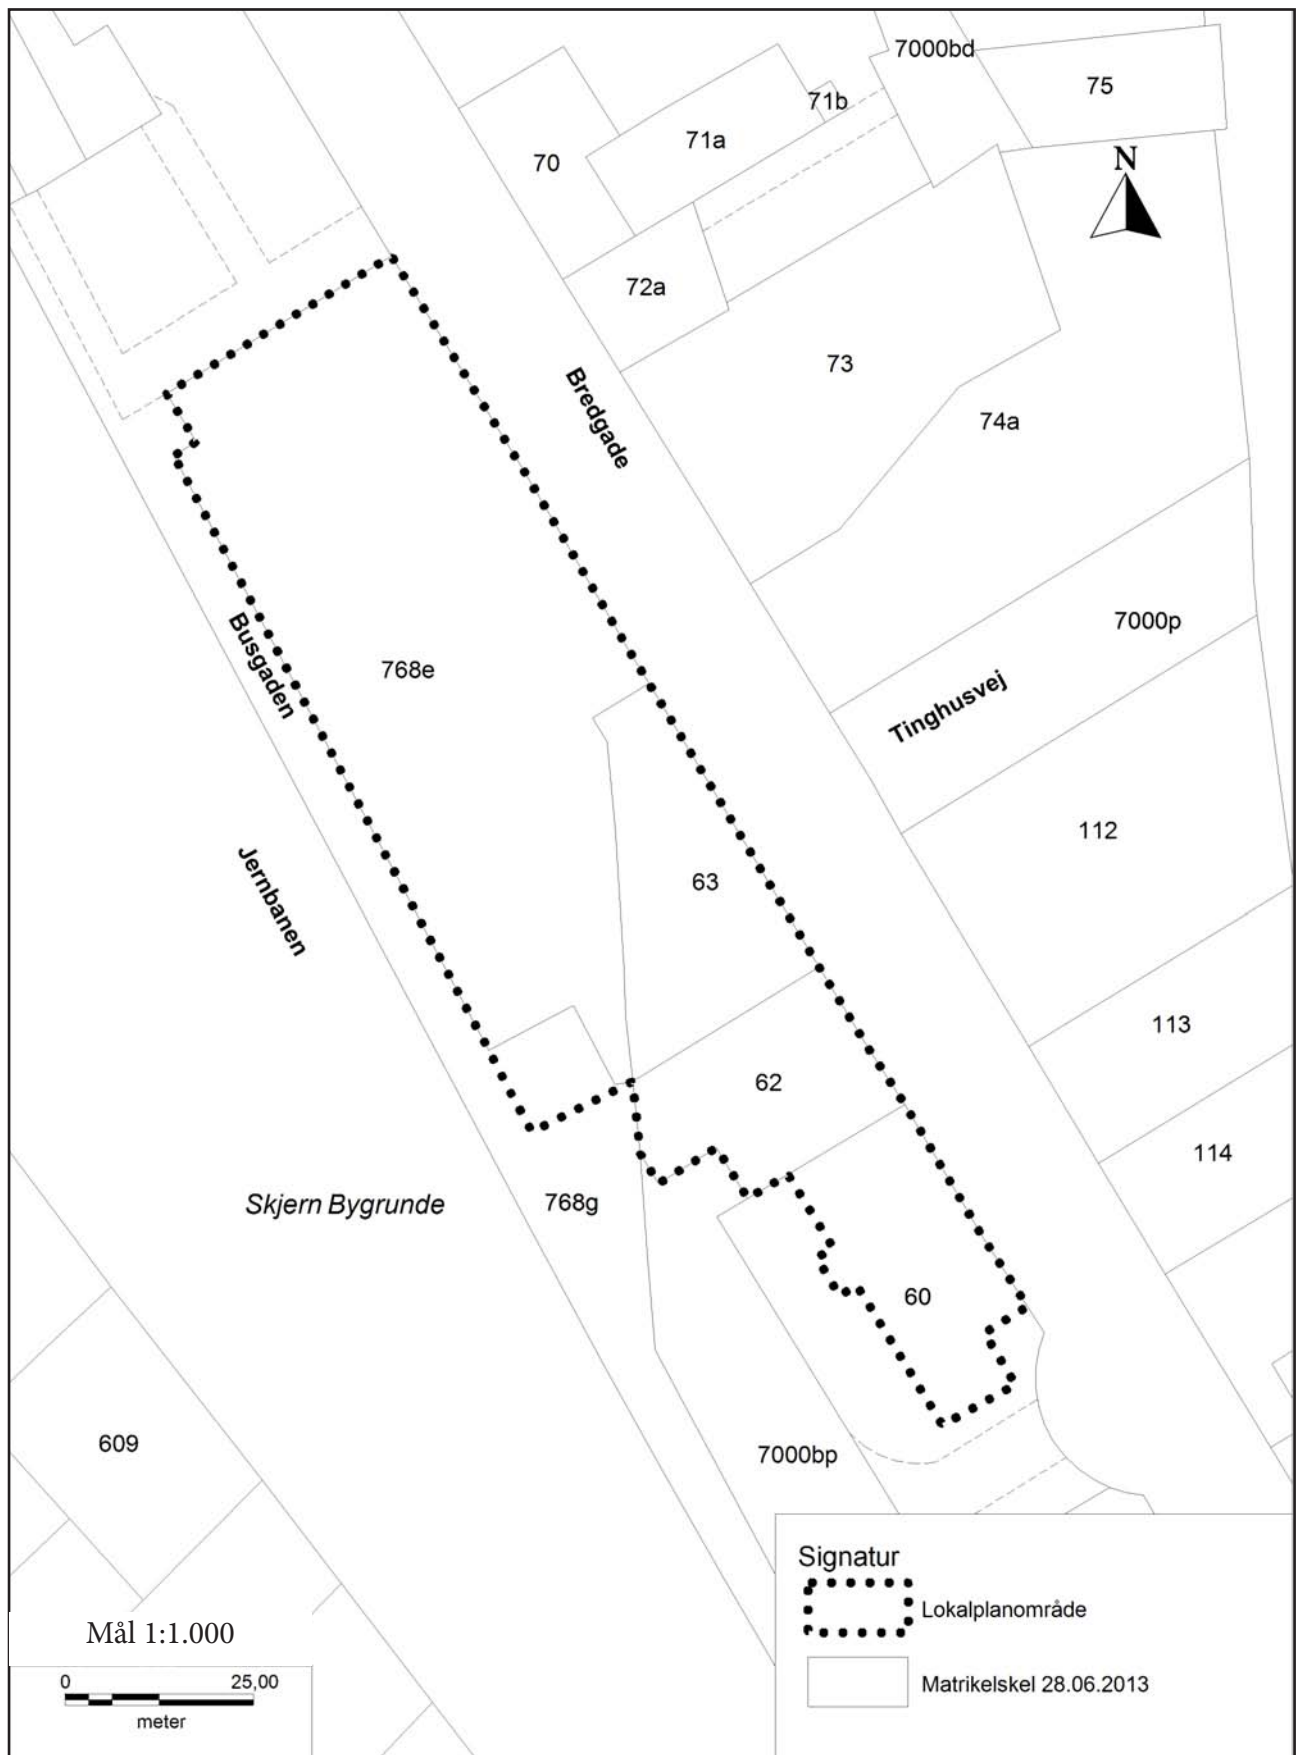 7000bd
75
71b
71a
70
N
72a
73
Bredgade
74a
7000p
Busgaden
768e
Tinghusvej
112
Jernbanen
63
113
62
114
Skjern Bygrunde
768g
60
609
7000bp
Signatur
Lokalplanområde
Matrikelskel 28.06.2013
Mål 1:1.000
0 25,00
meter